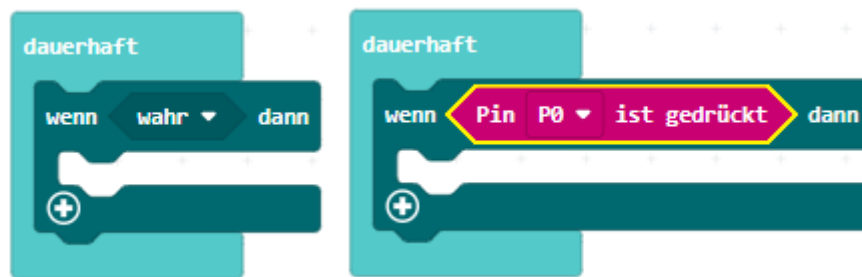 dauerhaft
wenn wahr dann
dauerhaft
wenn Pin P0 ist gedrückt dann